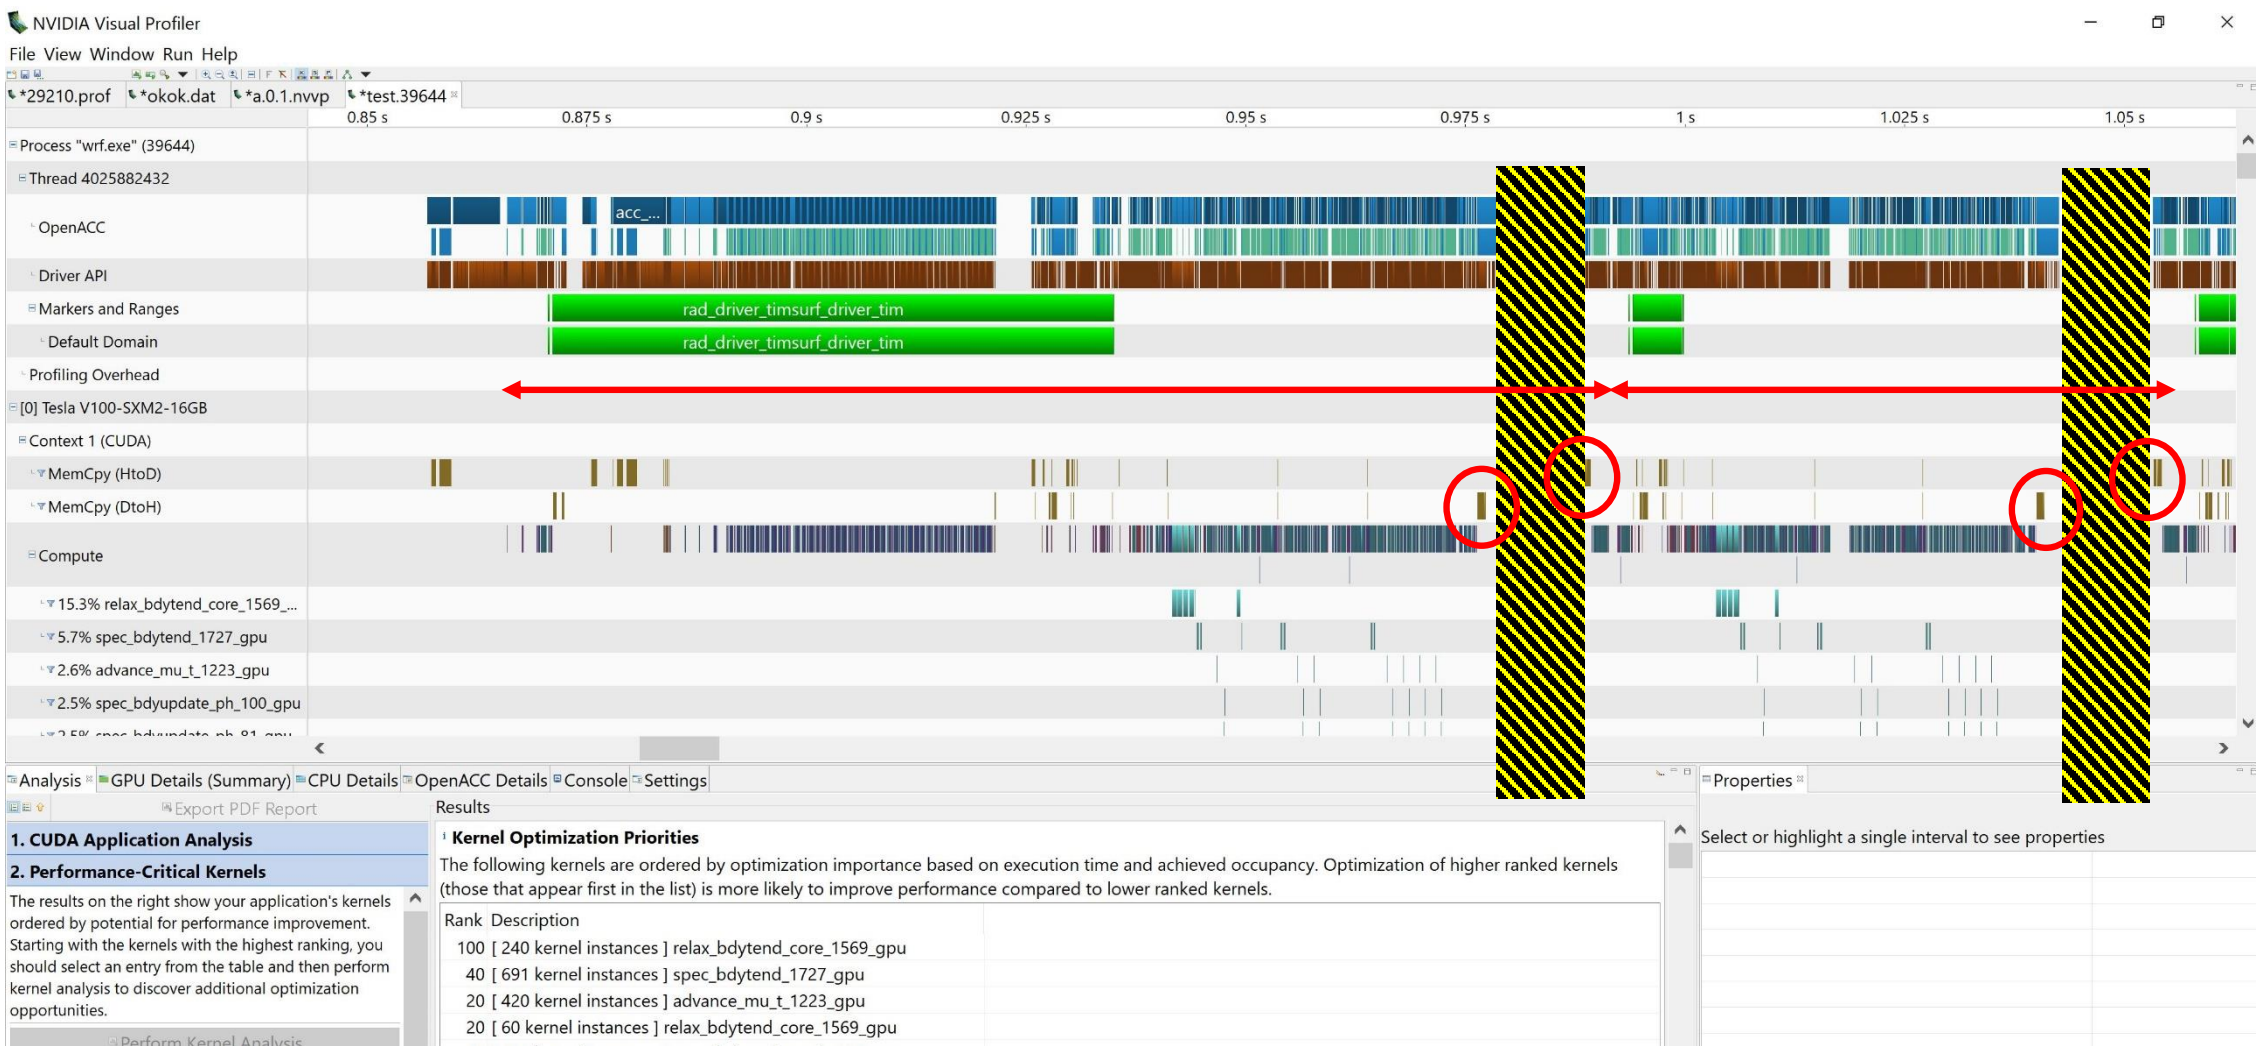 NVIDIA Visual Profiler
File View Window Run Help
*29210.prof *okok.dat *a.0.1.nvvp *test.39644
0.85 s 0.875 s 0.9 s 0.925 s 0.95 s 0.975 s 1 s 1.025 s 1.05 s
Process "wrf.exe" (39644)
Thread 4025882432
acc_...
OpenACC
Driver API
Markers and Ranges rad_driver_timsurf_driver_tim
Default Domain rad_driver_timsurf_driver_tim
Profiling Overhead
[0] Tesla V100-SXM2-16GB
Context 1 (CUDA)
MemCpy (HtoD)
MemCpy (DtoH)
Compute
15.3% relax_bdytend_core_1569_...
5.7% spec_bdytend_1727_gpu
2.6% advance_mu_t_1223_gpu
2.5% spec_bdyupdate_ph_100_gpu
2.5% spec_bdyupdate_ph_81_gpu
Analysis GPU Details (Summary) CPU Details OpenACC Details Console Settings
Properties
Export PDF Report
Results
1. CUDA Application Analysis
2. Performance-Critical Kernels
The results on the right show your application's kernels
ordered by potential for performance improvement.
Starting with the kernels with the highest ranking, you
should select an entry from the table and then perform
kernel analysis to discover additional optimization
opportunities.
Perform Kernel Analysis
i Kernel Optimization Priorities
The following kernels are ordered by optimization importance based on execution time and achieved occupancy. Optimization of higher ranked kernels
(those that appear first in the list) is more likely to improve performance compared to lower ranked kernels.
Rank Description
100 [ 240 kernel instances ] relax_bdytend_core_1569_gpu
40 [ 691 kernel instances ] spec_bdytend_1727_gpu
20 [ 420 kernel instances ] advance_mu_t_1223_gpu
20 [ 60 kernel instances ] relax_bdytend_core_1569_gpu
Select or highlight a single interval to see properties